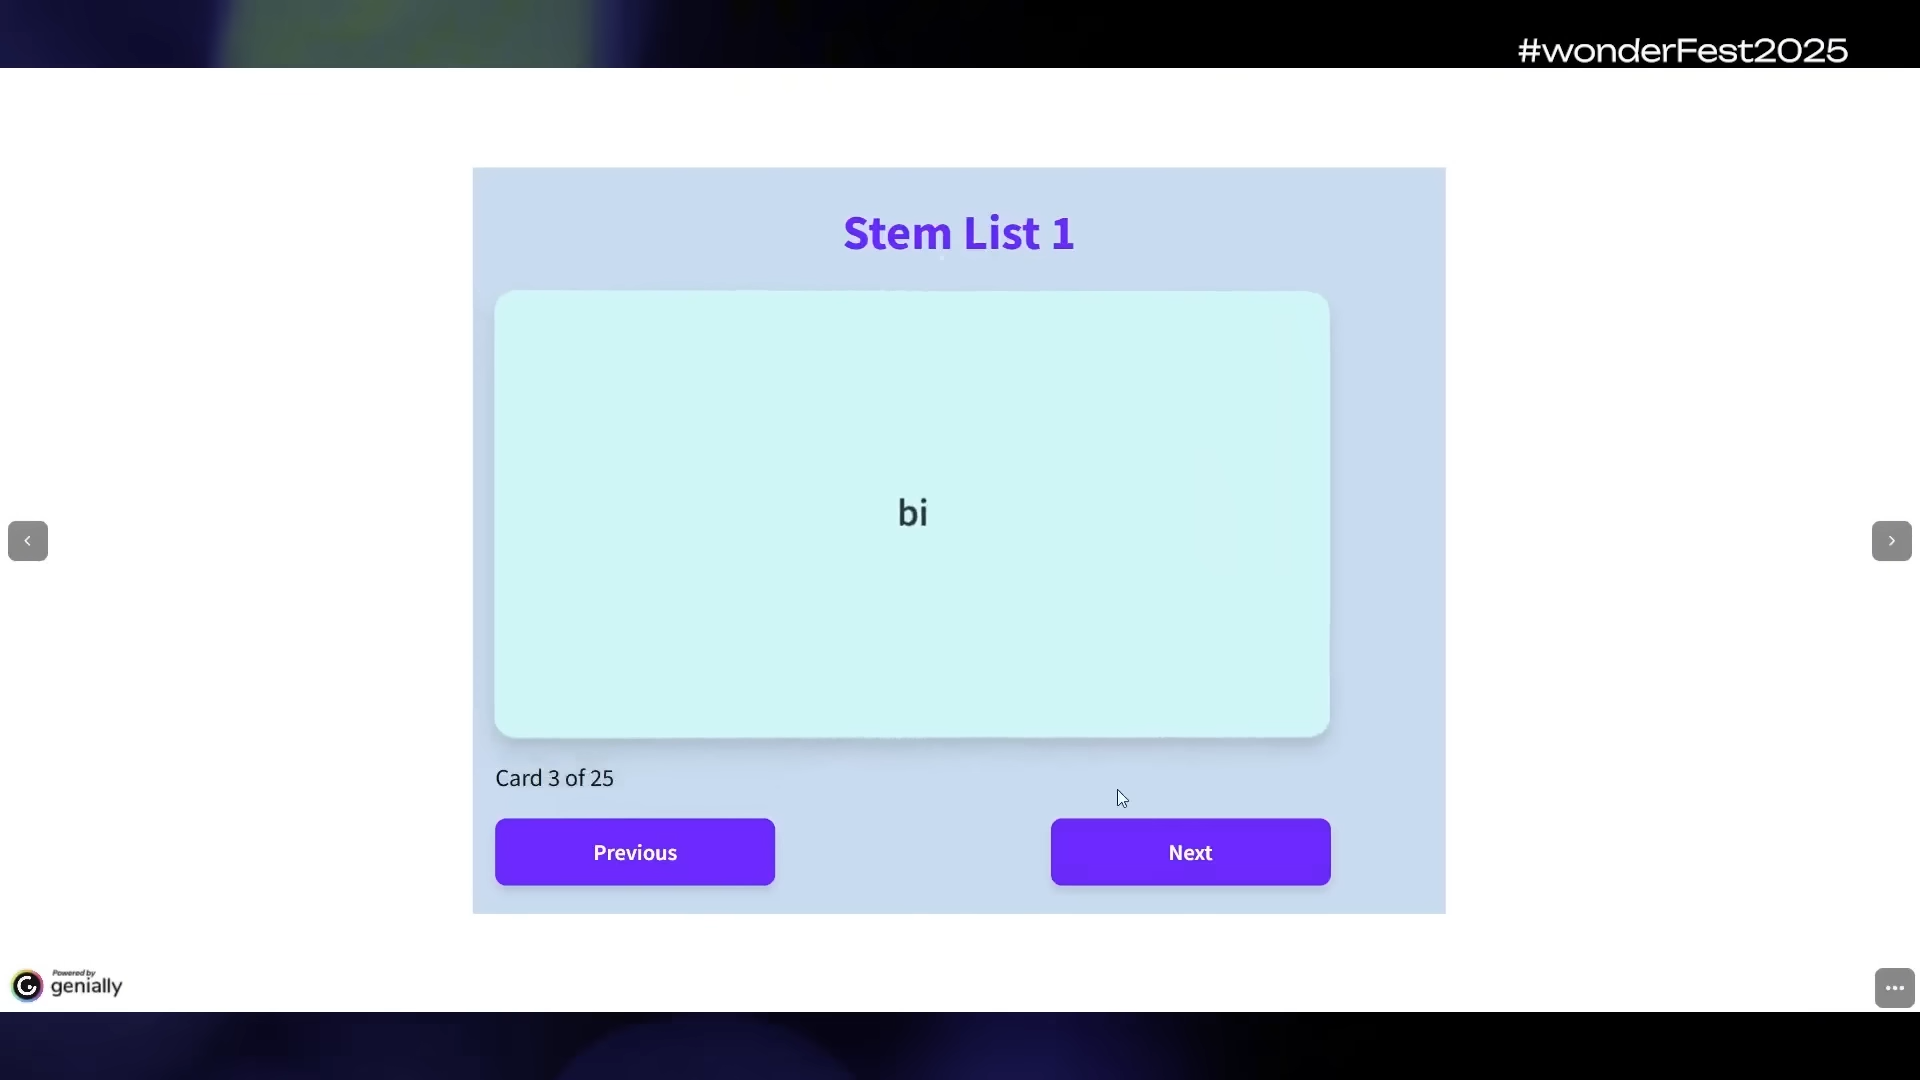 #wonderFest2025
Stem List 1
bi
Card 3 of 25
Previous
Next
Powered by
genially